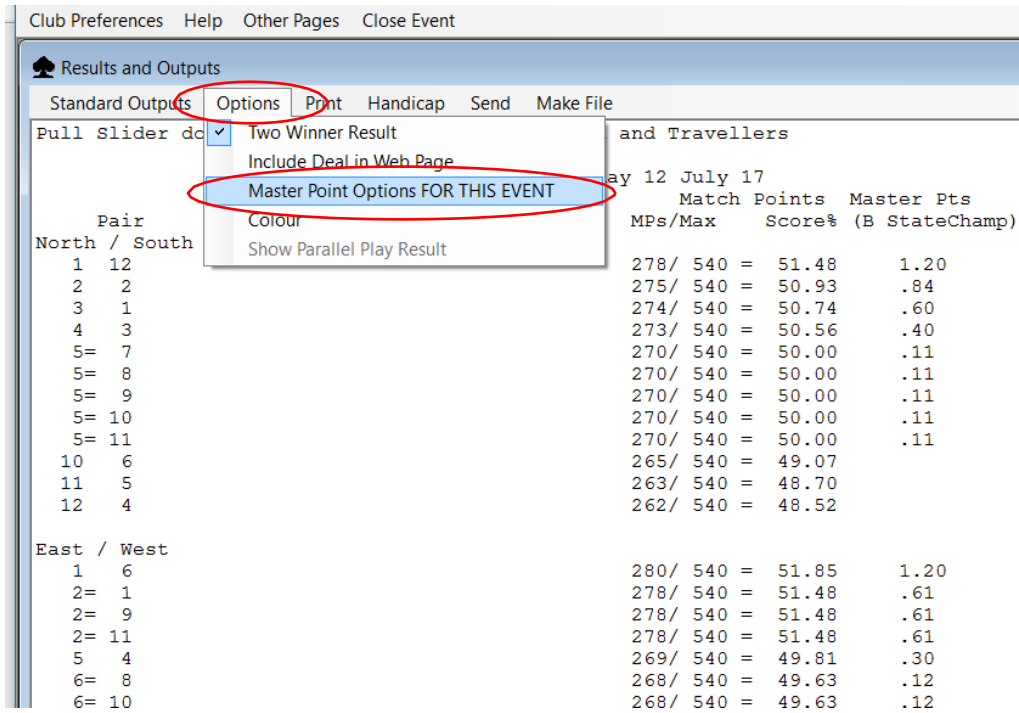 Club Preferences Help Other Pages Close Event
Results and Outputs
Standard Outputs Options Print Handicap Send Make File
Pull Slider do and Travellers
Two Winner Result
Include Deal in Web Page
ay 12 July 17
Master Point Options FOR THIS EVENT
Match Points Master Pts
Pair Colour MPs/Max Score% (B StateChamp)
North / South
Show Parallel Play Result
1 12 278/ 540 = 51.48 1.20
2 2 275/ 540 = 50.93 .84
3 1 274/ 540 = 50.74 .60
4 3 273/ 540 = 50.56 .40
5= 7 270/ 540 = 50.00 .11
5= 8 270/ 540 = 50.00 .11
5= 9 270/ 540 = 50.00 .11
5= 10 270/ 540 = 50.00 .11
5= 11 270/ 540 = 50.00 .11
10 6 265/ 540 = 49.07
11 5 263/ 540 = 48.70
12 4 262/ 540 = 48.52
East / West
1 6 280/ 540 = 51.85 1.20
2= 1 278/ 540 = 51.48 .61
2= 9 278/ 540 = 51.48 .61
2= 11 278/ 540 = 51.48 .61
5 4 269/ 540 = 49.81 .30
6= 8 268/ 540 = 49.63 .12
6= 10 268/ 540 = 49.63 .12